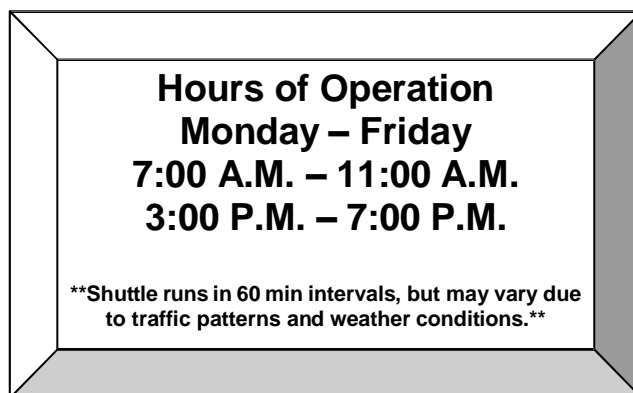 Hours of Operation
Monday – Friday
7:00 A.M. – 11:00 A.M.
3:00 P.M. – 7:00 P.M.
**Shuttle runs in 60 min intervals, but may vary due
to traffic patterns and weather conditions.**